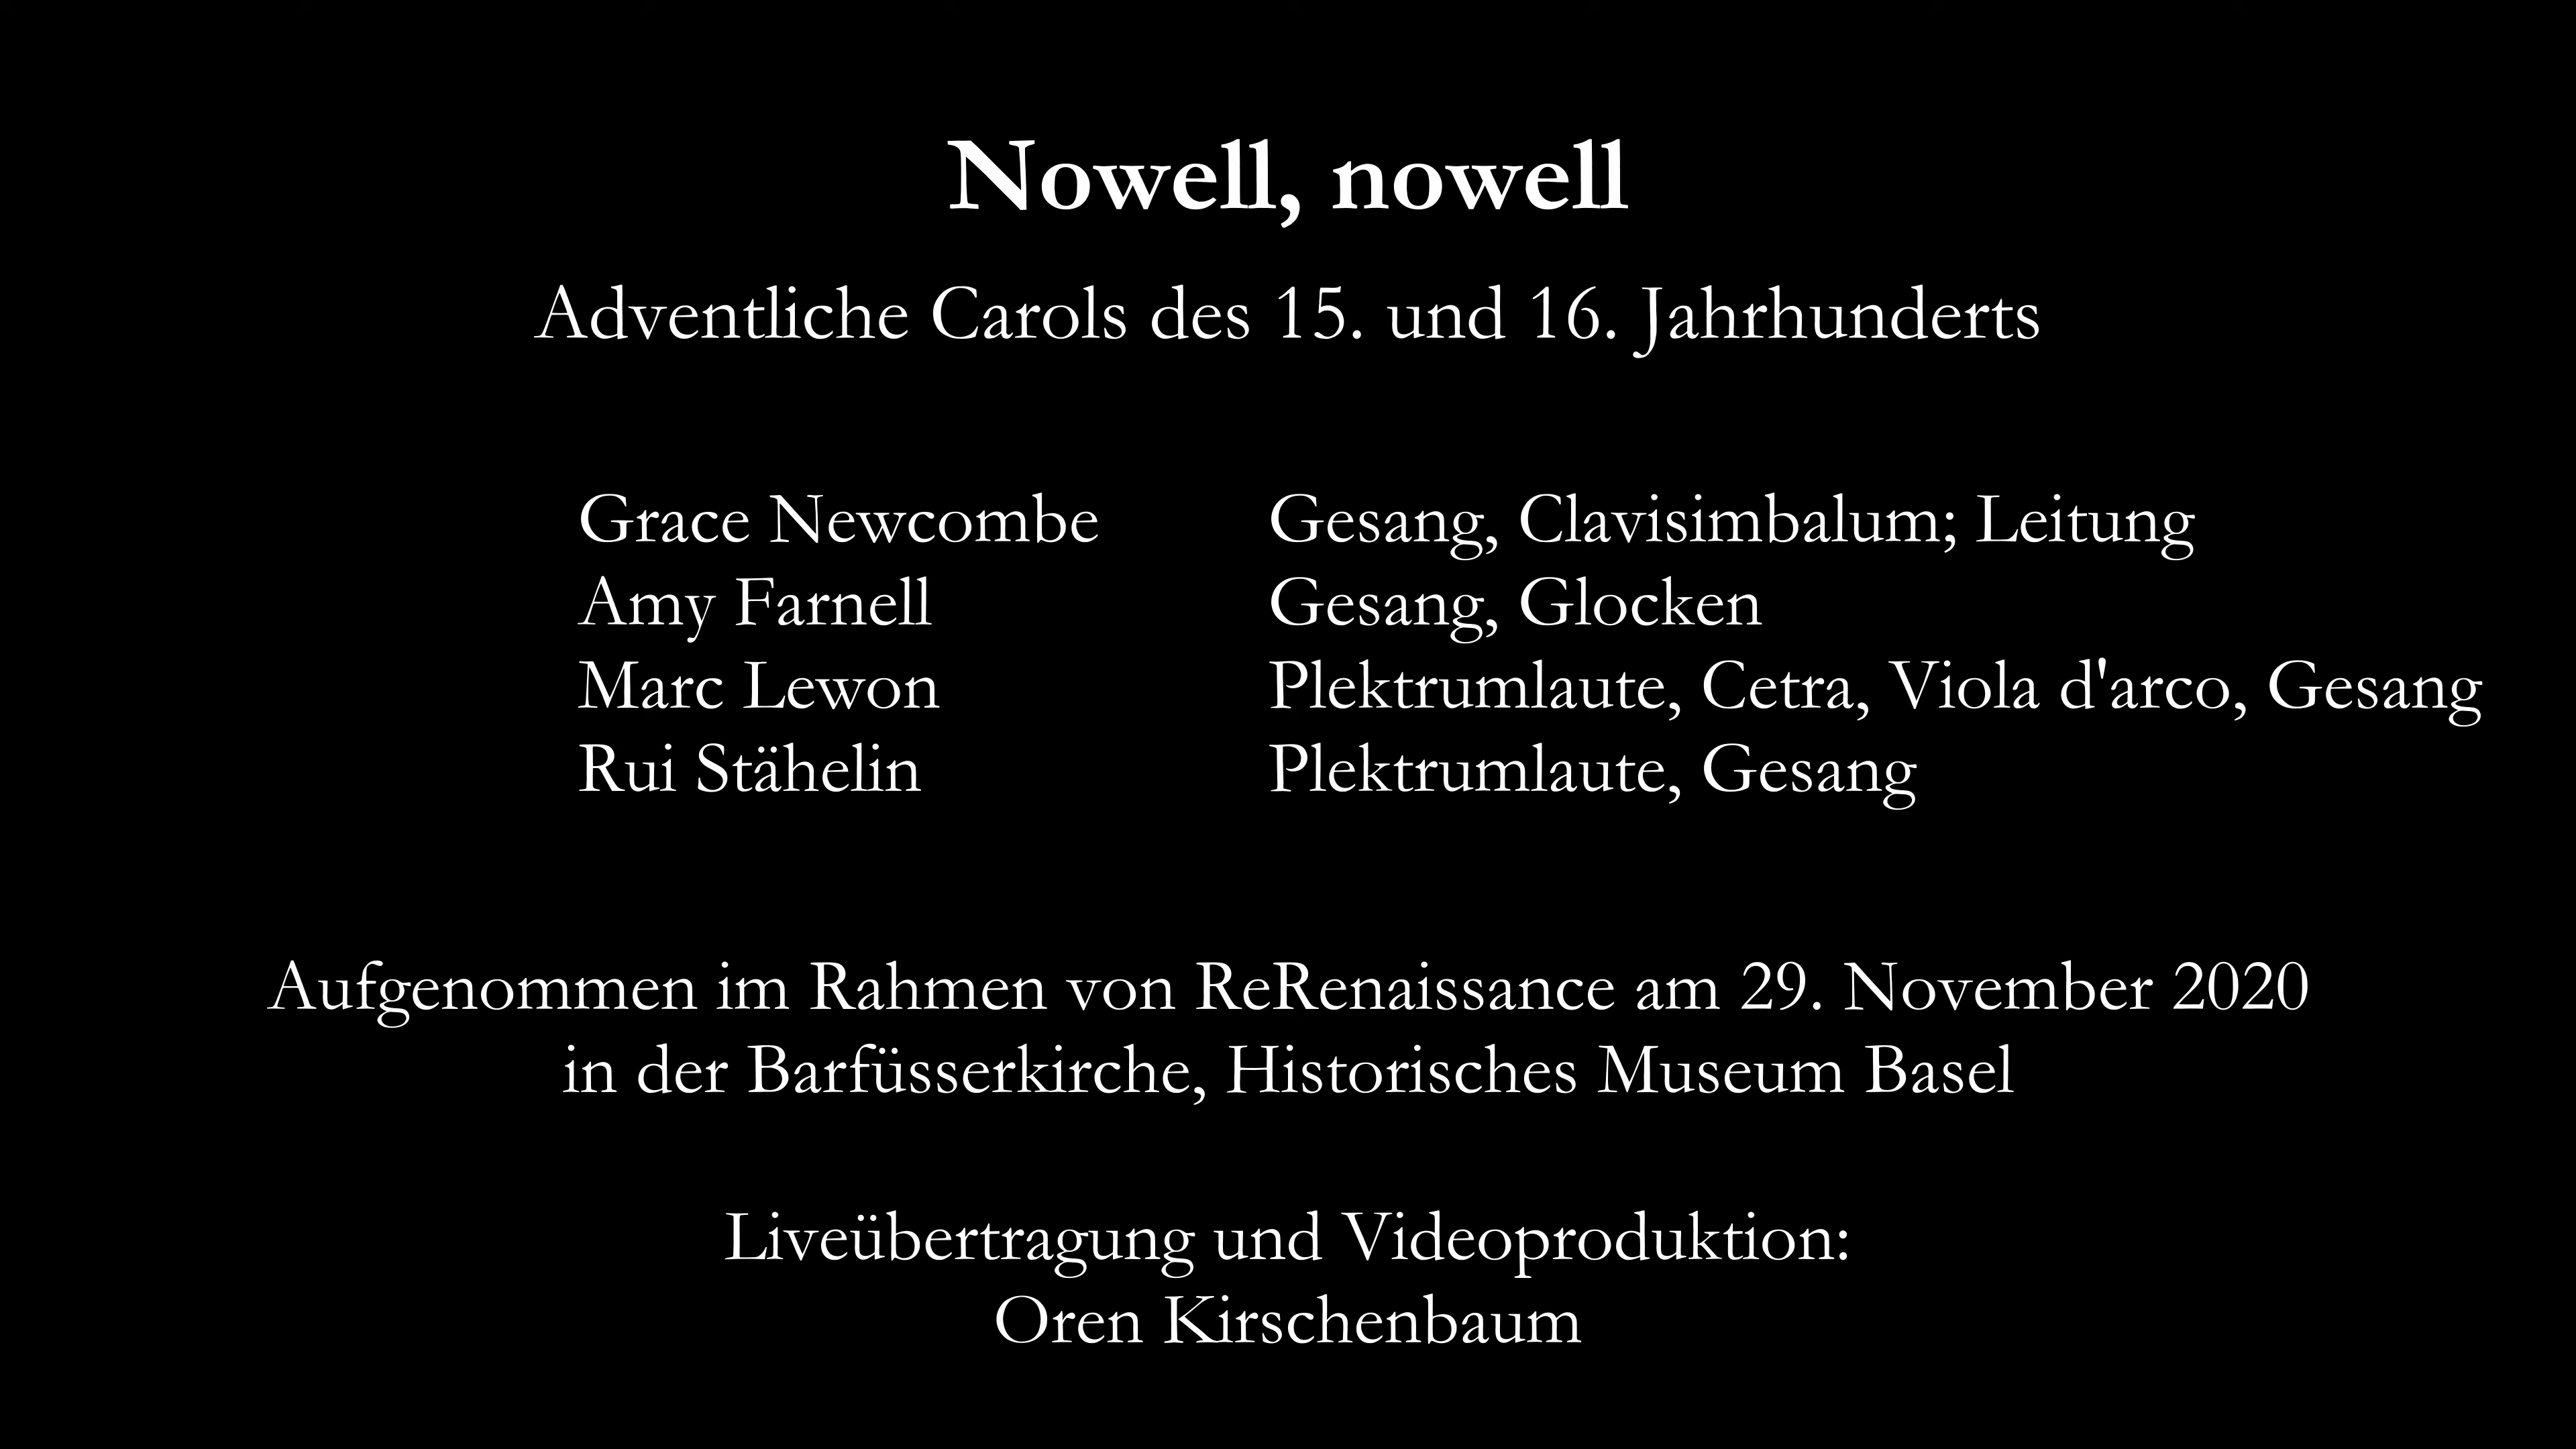 Nowell, nowell
Adventliche Carols des 15. und 16. Jahrhunderts
Grace Newcombe Gesang, Clavisimbalum; Leitung
Amy Farnell Gesang, Glocken
Marc Lewon Plektrumlaute, Cetra, Viola d'arco, Gesang
Rui Stähelin Plektrumlaute, Gesang
Aufgenommen im Rahmen von ReRenaissance am 29. November 2020
in der Barfüsserkirche, Historisches Museum Basel
Liveübertragung und Videoproduktion:
Oren Kirschenbaum